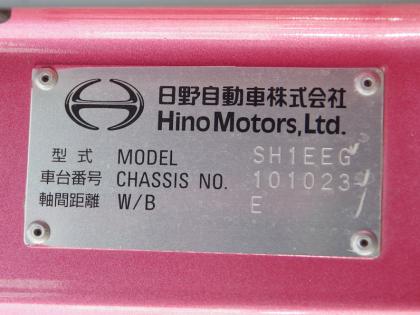 日野自動車株式会社
Hino Motors, Ltd.
型式 MODEL SH1EEG
車台番号 CHASSIS NO. 101023
軸間距離 W/B E